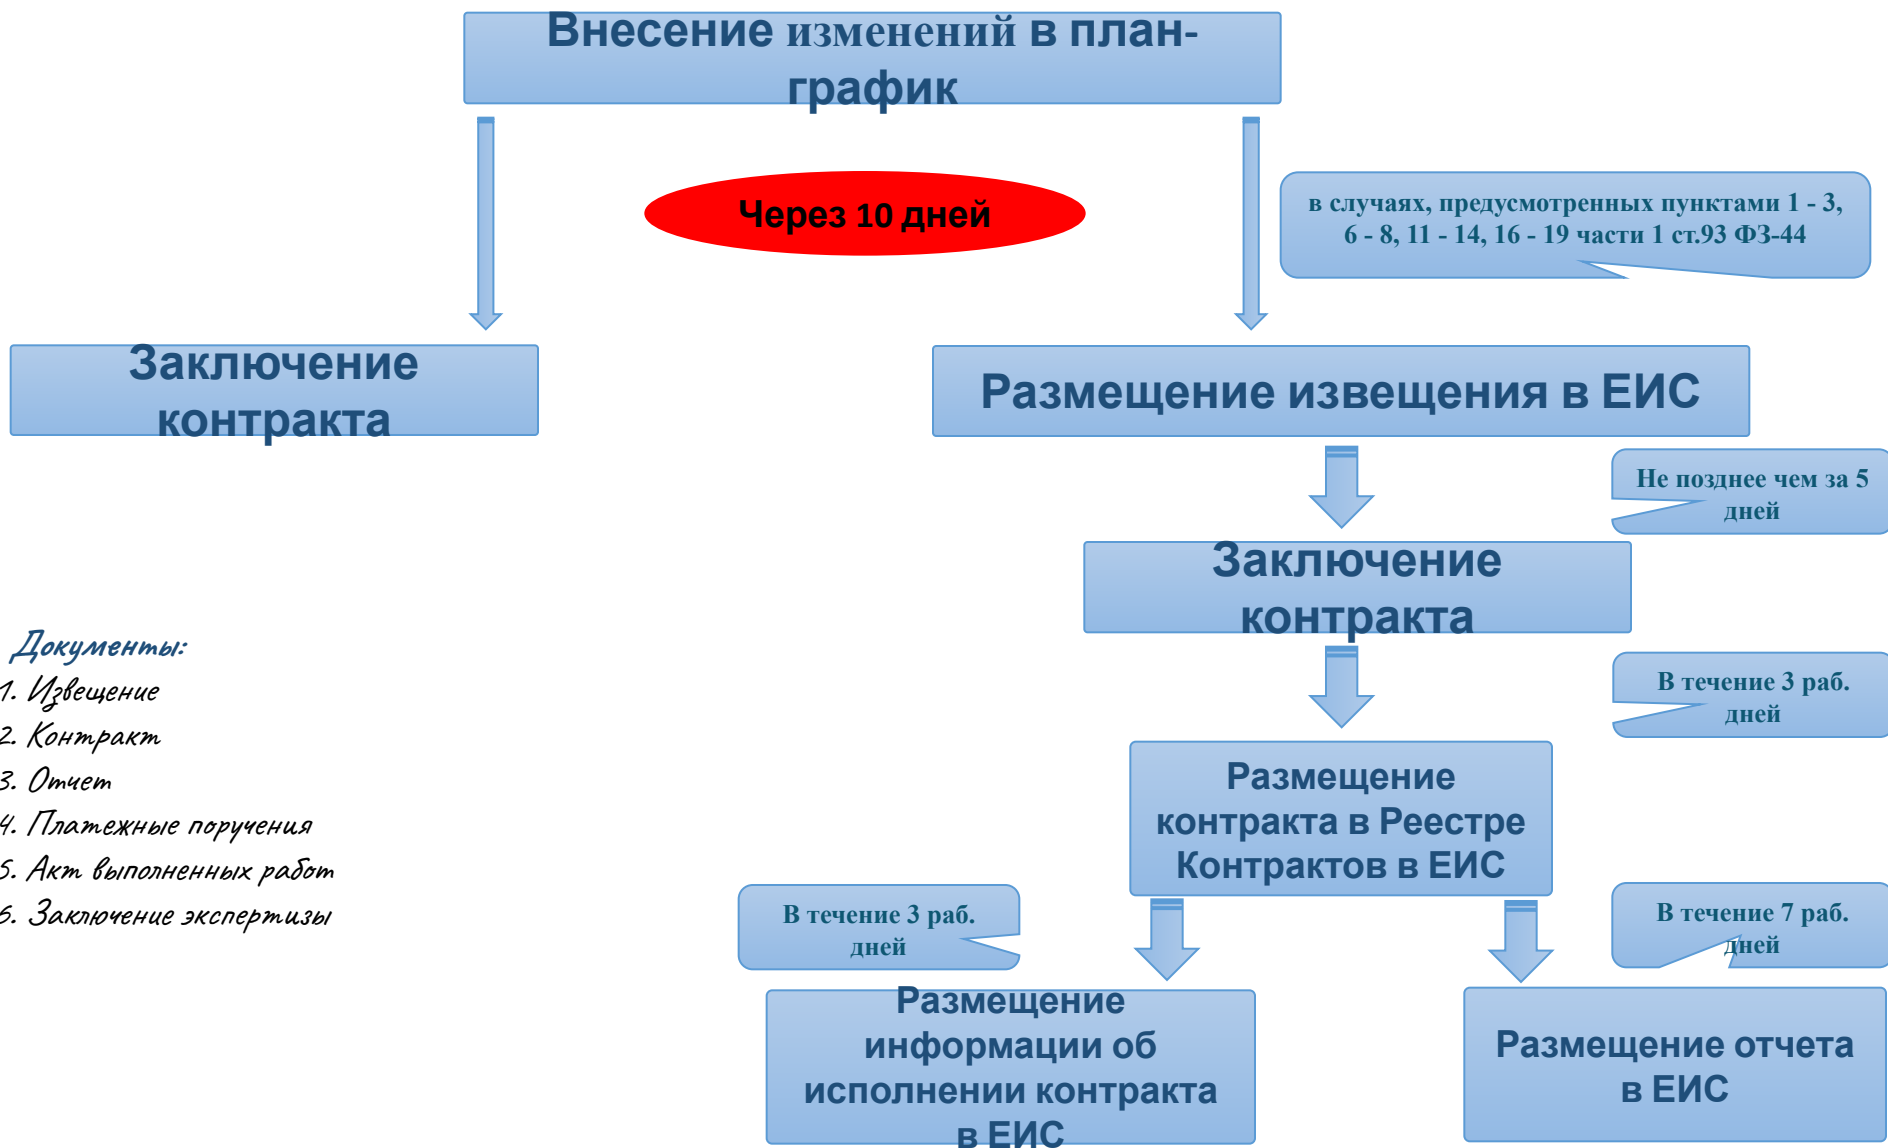 Внесение изменений в план-
график
Через 10 дней
в случаях, предусмотренных пунктами 1 - 3,
6 - 8, 11 - 14, 16 - 19 части 1 ст.93 ФЗ-44
Заключение
контракта
Размещение извещения в ЕИС
Не позднее чем за 5
дней
Заключение
контракта
Документы:
1. Извещение
2. Контракт
3. Отчет
4. Платежные поручения
5. Акт выполненных работ
6. Заключение экспертизы
В течение 3 раб.
дней
Размещение
контракта в Реестре
Контрактов в ЕИС
В течение 3 раб.
дней
В течение 7 раб.
дней
Размещение
информации об
исполнении контракта
в ЕИС
Размещение отчета
в ЕИС